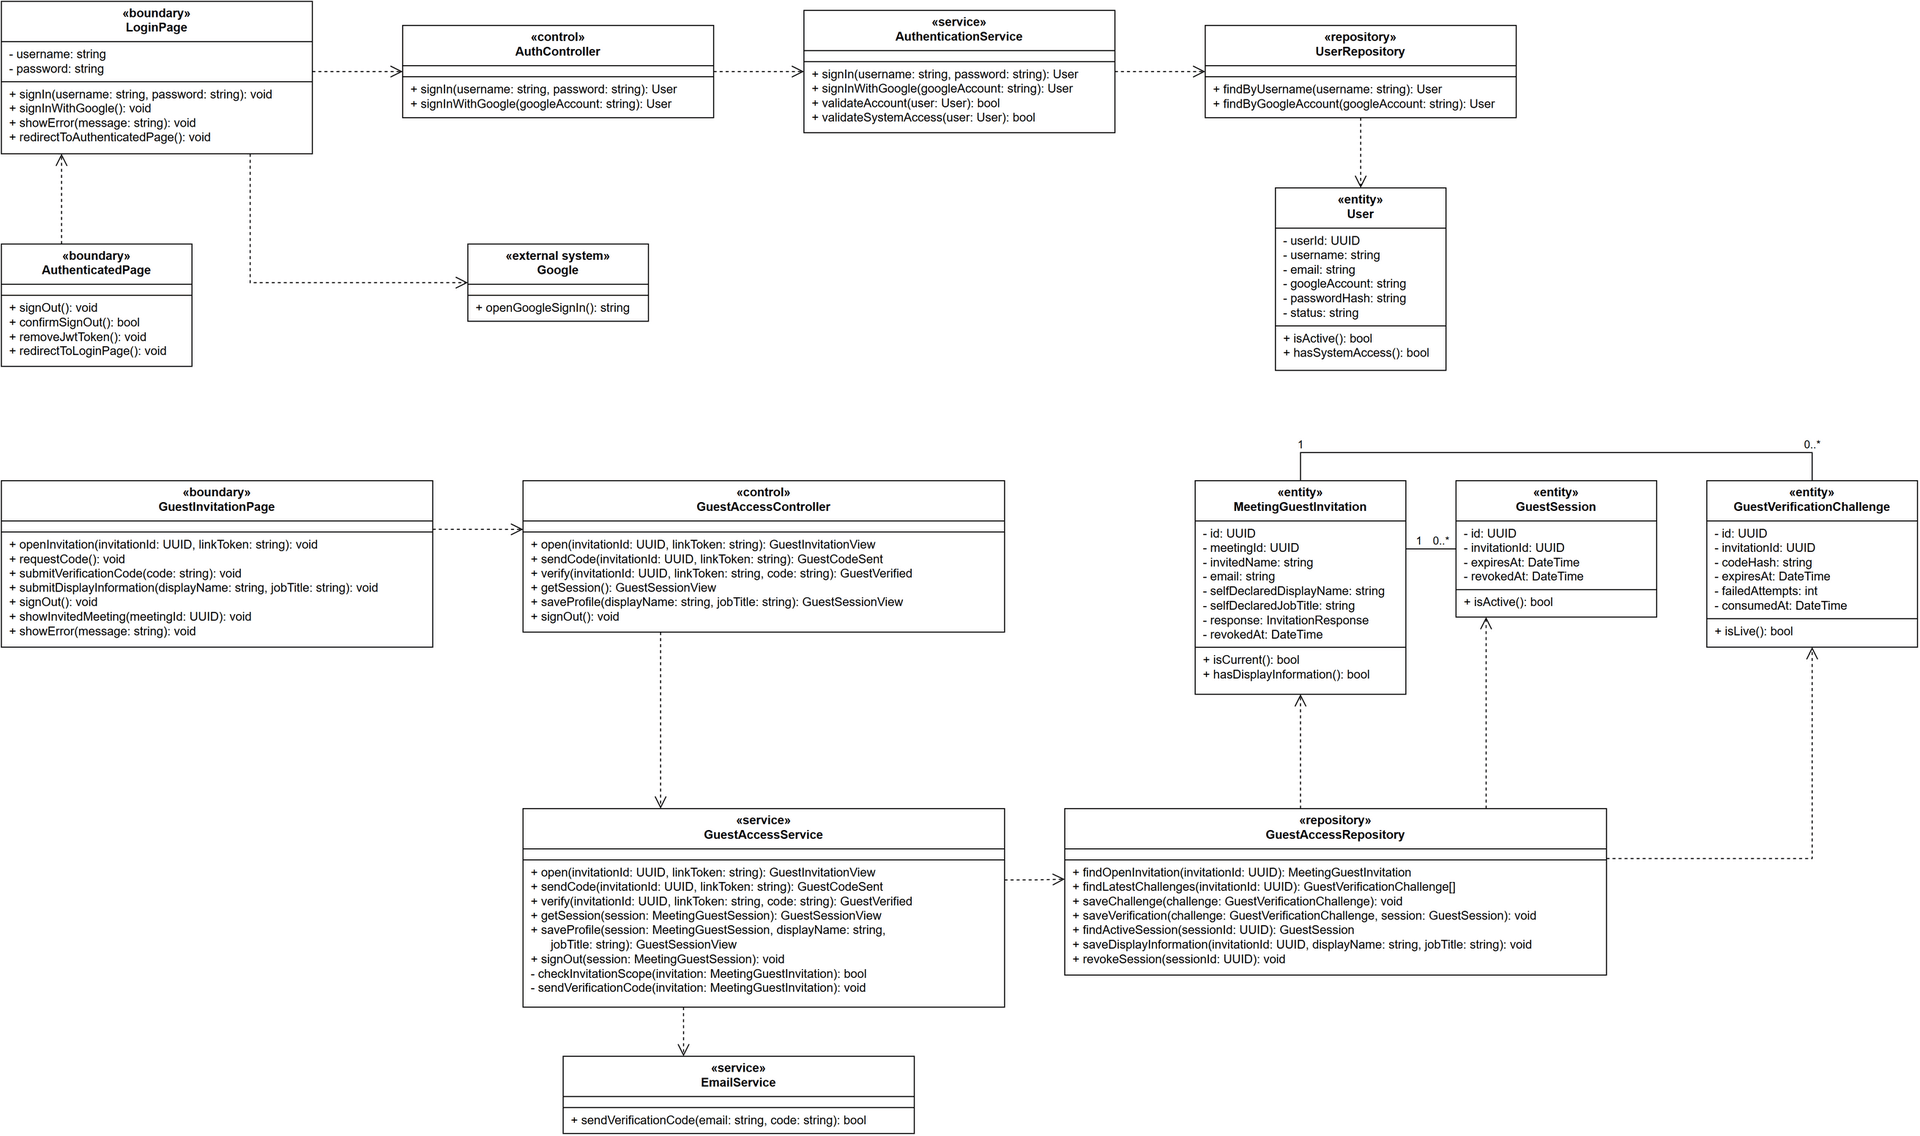 «boundary»
LoginPage
- username: string
- password: string
+ signIn(username: string, password: string): void
+ signInWithGoogle(): void
+ showError(message: string): void
+ redirectToAuthenticatedPage(): void
«control»
AuthController
+ signIn(username: string, password: string): User
+ signInWithGoogle(googleAccount: string): User
«service»
AuthenticationService
+ signIn(username: string, password: string): User
+ signInWithGoogle(googleAccount: string): User
+ validateAccount(user: User): bool
+ validateSystemAccess(user: User): bool
«repository»
UserRepository
+ findByUsername(username: string): User
+ findByGoogleAccount(googleAccount: string): User
«boundary»
AuthenticatedPage
+ signOut(): void
+ confirmSignOut(): bool
+ removeJwtToken(): void
+ redirectToLoginPage(): void
«external system»
Google
+ openGoogleSignIn(): string
«entity»
User
- userId: UUID
- username: string
- email: string
- googleAccount: string
- passwordHash: string
- status: string
+ isActive(): bool
+ hasSystemAccess(): bool
1
0..*
«boundary»
GuestInvitationPage
+ openInvitation(invitationId: UUID, linkToken: string): void
+ requestCode(): void
+ submitVerificationCode(code: string): void
+ submitDisplayInformation(displayName: string, jobTitle: string): void
+ signOut(): void
+ showInvitedMeeting(meetingId: UUID): void
+ showError(message: string): void
«control»
GuestAccessController
+ open(invitationId: UUID, linkToken: string): GuestInvitationView
+ sendCode(invitationId: UUID, linkToken: string): GuestCodeSent
+ verify(invitationId: UUID, linkToken: string, code: string): GuestVerified
+ getSession(): GuestSessionView
+ saveProfile(displayName: string, jobTitle: string): GuestSessionView
+ signOut(): void
«entity»
MeetingGuestInvitation
- id: UUID
- meetingId: UUID
- invitedName: string
- email: string
- selfDeclaredDisplayName: string
- selfDeclaredJobTitle: string
- response: InvitationResponse
- revokedAt: DateTime
+ isCurrent(): bool
+ hasDisplayInformation(): bool
1 0..*
«entity»
GuestSession
- id: UUID
- invitationId: UUID
- expiresAt: DateTime
- revokedAt: DateTime
+ isActive(): bool
«entity»
GuestVerificationChallenge
- id: UUID
- invitationId: UUID
- codeHash: string
- expiresAt: DateTime
- failedAttempts: int
- consumedAt: DateTime
+ isLive(): bool
«service»
GuestAccessService
+ open(invitationId: UUID, linkToken: string): GuestInvitationView
+ sendCode(invitationId: UUID, linkToken: string): GuestCodeSent
+ verify(invitationId: UUID, linkToken: string, code: string): GuestVerified
+ getSession(session: MeetingGuestSession): GuestSessionView
+ saveProfile(session: MeetingGuestSession, displayName: string,
jobTitle: string): GuestSessionView
+ signOut(session: MeetingGuestSession): void
- checkInvitationScope(invitation: MeetingGuestInvitation): bool
- sendVerificationCode(invitation: MeetingGuestInvitation): void
«repository»
GuestAccessRepository
+ findOpenInvitation(invitationId: UUID): MeetingGuestInvitation
+ findLatestChallenges(invitationId: UUID): GuestVerificationChallenge[]
+ saveChallenge(challenge: GuestVerificationChallenge): void
+ saveVerification(challenge: GuestVerificationChallenge, session: GuestSession): void
+ findActiveSession(sessionId: UUID): GuestSession
+ saveDisplayInformation(invitationId: UUID, displayName: string, jobTitle: string): void
+ revokeSession(sessionId: UUID): void
«service»
EmailService
+ sendVerificationCode(email: string, code: string): bool